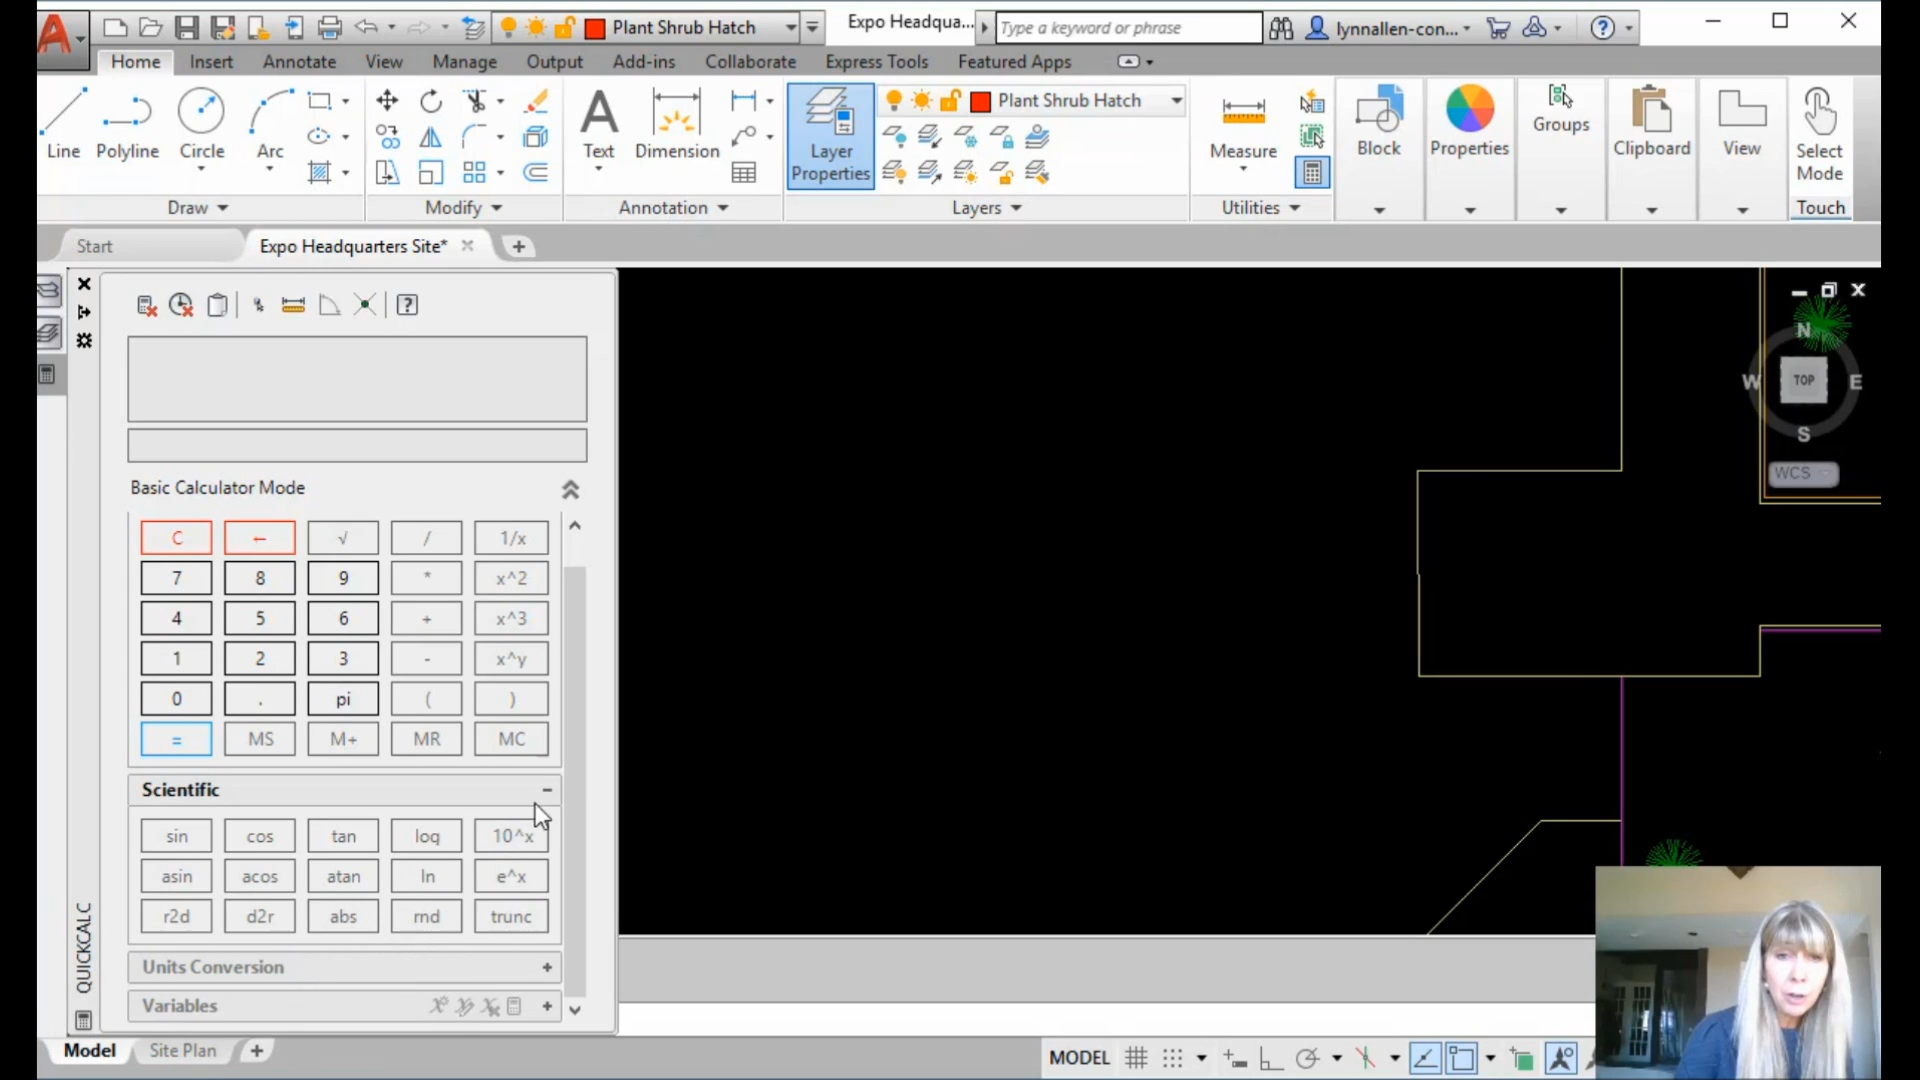 Plant Shrub Hatch
Expo Headqua...
Type a keyword or phrase
lynnallen-con...
Home Insert Annotate View Manage Output Add-ins Collaborate Express Tools Featured Apps
Plant Shrub Hatch
Line Polyline Circle Arc
Text Dimension
Layer Properties
Measure
Block Properties Groups Clipboard View
Select Mode
Draw Modify Annotation Layers Utilities Touch
Start Expo Headquarters Site*
N
W TOP E
S
WCS
Basic Calculator Mode
C ← √ / 1/x
7 8 9 * x^2
4 5 6 + x^3
1 2 3 - x^y
0 . pi ( )
= MS M+ MR MC
Scientific
sin cos tan log 10^x
asin acos atan ln e^x
r2d d2r abs rnd trunc
Units Conversion
Variables
QUICKCALC
Model Site Plan
MODEL